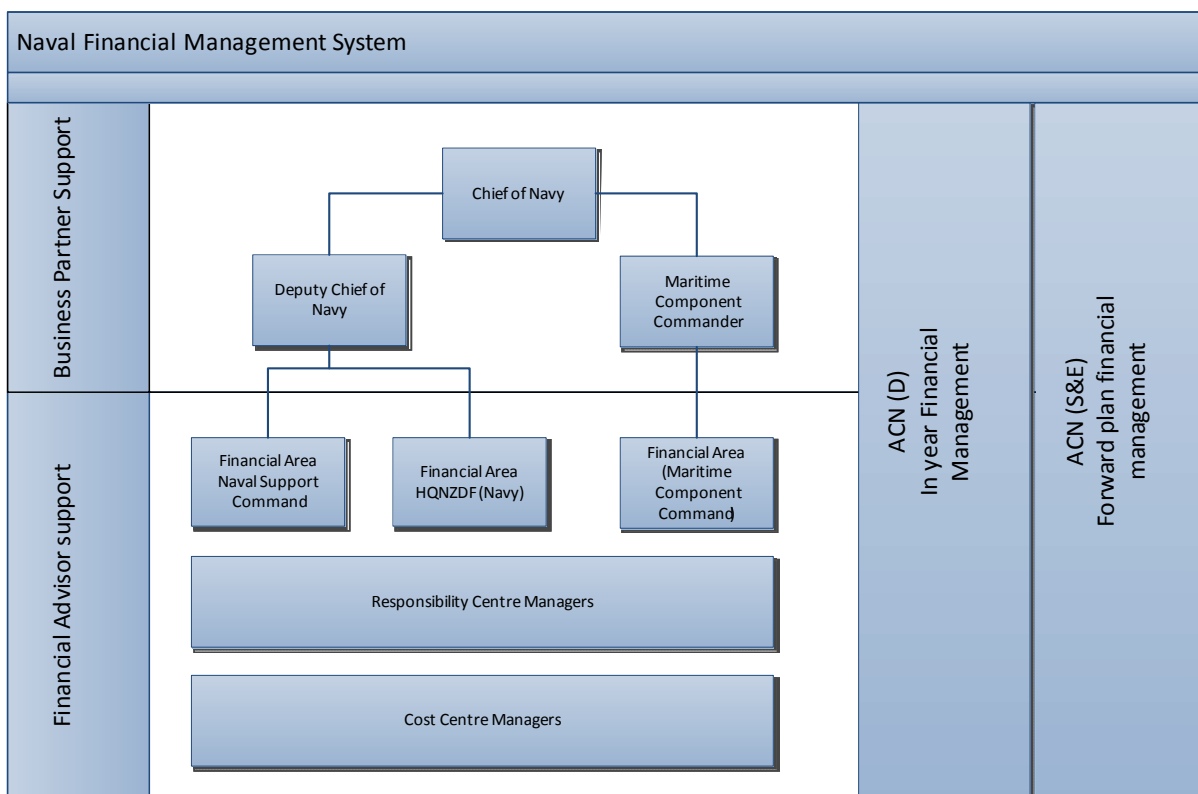 Naval Financial Management System
Business Partner Support
Chief of Navy
Deputy Chief of
Navy
Maritime
Component
Commander
Financial Advisor support
Financial Area
Naval Support
Command
Financial Area
HQNZDF (Navy)
Financial Area
(Maritime
Component
Command)
Responsibility Centre Managers
Cost Centre Managers
ACN (D)
In year Financial
Management
ACN (S&E)
Forward plan financial
management